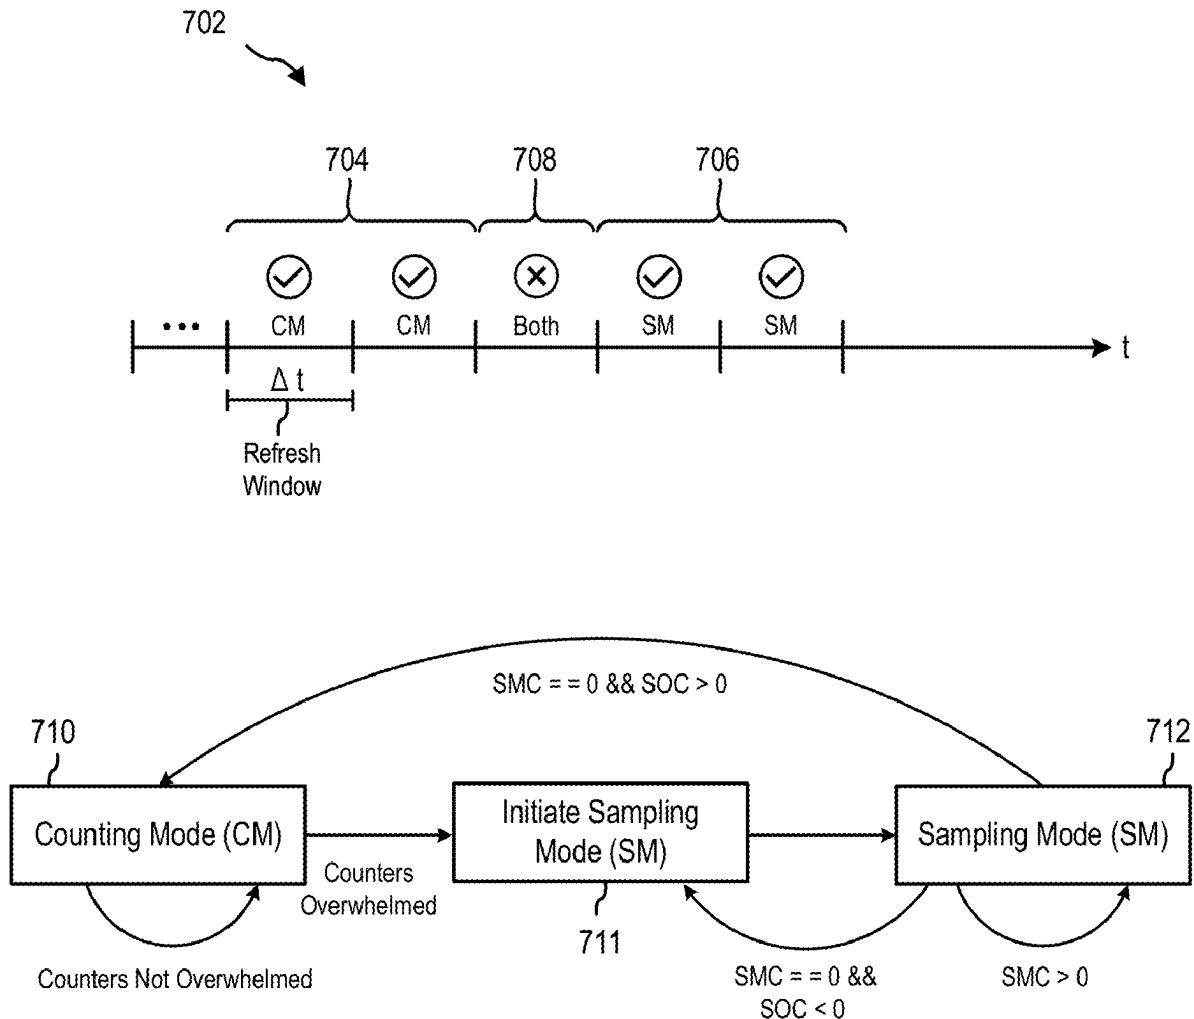 702
704 708 706
••• CM CM Both SM SM
t
Δ t
Refresh
Window
SMC = = 0 && SOC > 0
710 712
Counting Mode (CM)
Initiate Sampling
Mode (SM)
Sampling Mode (SM)
Counters
Overwhelmed
711
Counters Not Overwhelmed
SMC = = 0 &&
SOC < 0
SMC > 0